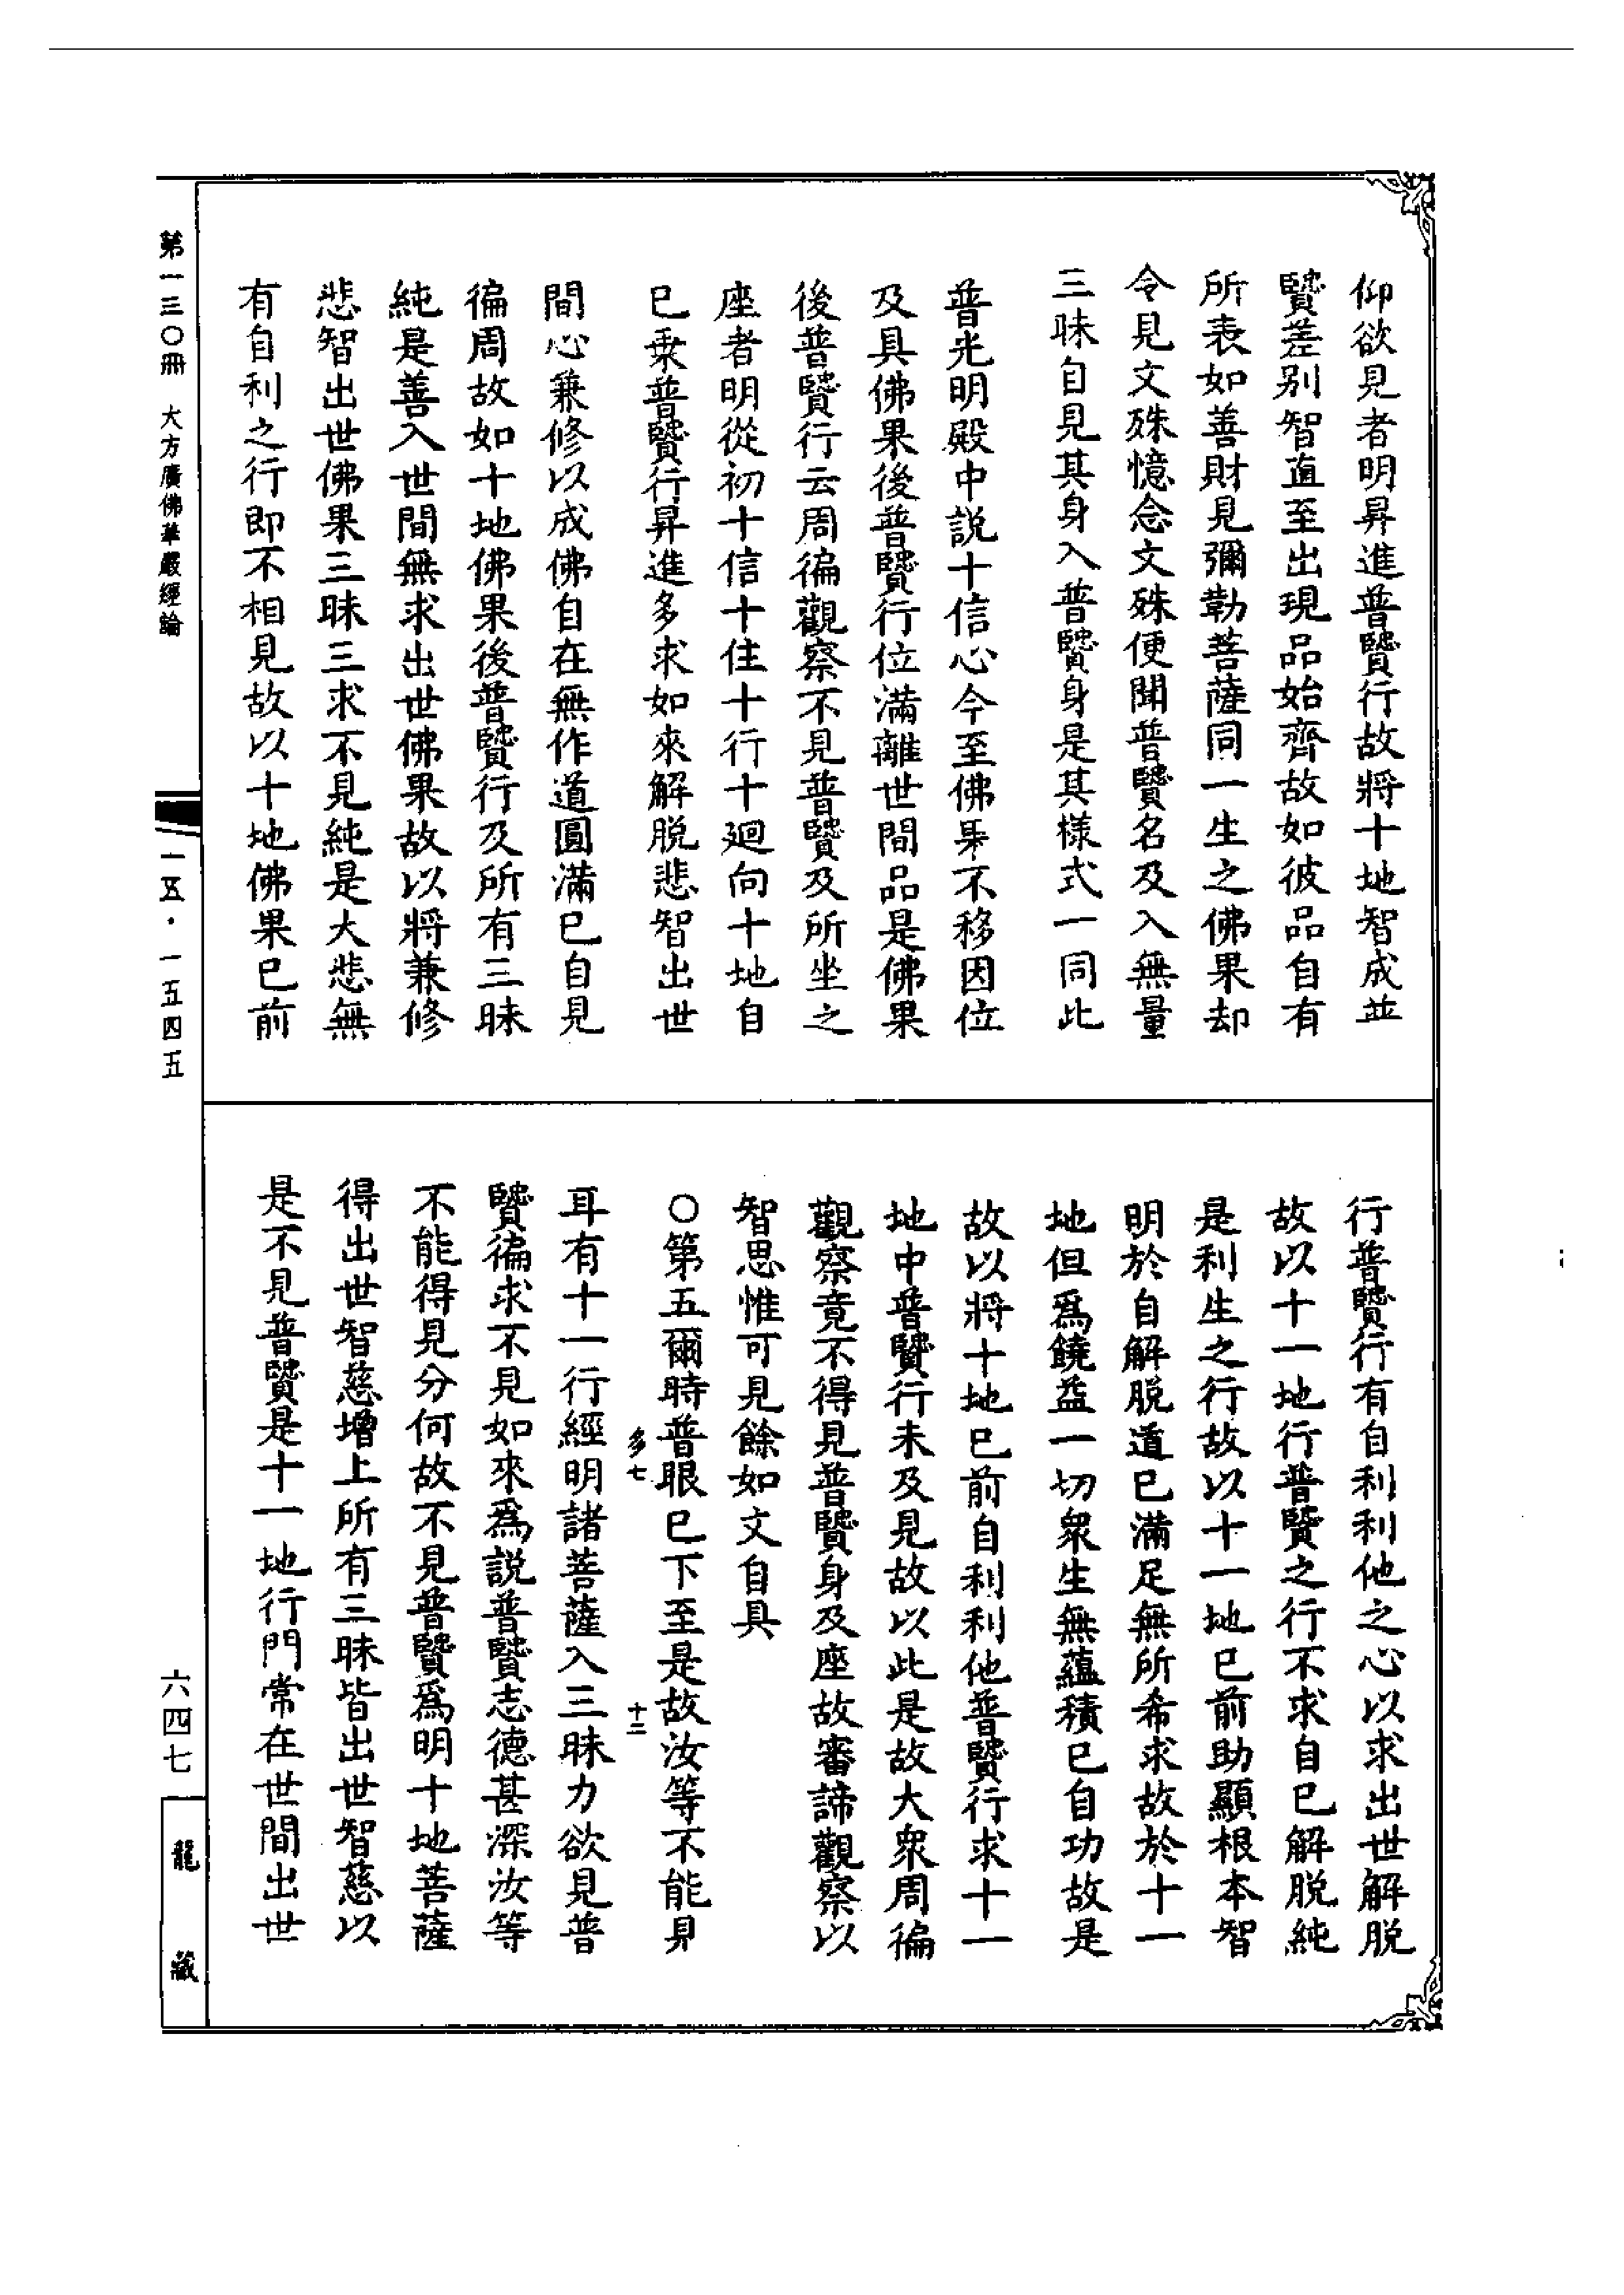 仰欲見者明昇進普賢行故將十地智成並
賢差别智直至出現品始齊故如彼品自有
所表如善財見彌勒菩薩同一生之佛果却
令見文殊憶念文殊便聞普賢名及入無量
三昧自見其身入普賢身是其樣式一同此
普光明殿中説十信心今至佛果不移因位
及具佛果後普賢行位滿離世間品是佛果
後普賢行云周徧觀察不見普賢及所坐之
座者明從初十信十住十行十廻向十地自
已乗普賢行昇進多求如來解脱悲智出世
間心兼修以成佛自在無作道圓滿已自見
徧周故如十地佛果後普賢行及所有三昧
純是善入世間無求出世佛果故以將兼修
悲智出世佛果三昧三求不見純是大悲無
有自利之行即不相見故以十地佛果已前
行普賢行有自利利他之心以求出世解脱
故以十一地行普賢之行不求自已解脱純
是利生之行故以十一地已前助顯根本智
明於自解脱道已滿足無所希求故於十一
地但爲饒益一切衆生無蘊積已自功故是
故以將十地已前自利利他普賢行求十一
地中普賢行未及見故以此是故大衆周徧
觀察竟不得見普賢身及座故審諦觀察以
智思惟可見餘如文自具
○第五爾時普眼已下至是故汝等不能見
多七 十二
耳有十一行經明諸菩薩入三昧力欲見普
賢徧求不見如來爲説普賢志德甚深汝等
不能得見分何故不見普賢爲明十地菩薩
得出世智慈增上所有三昧皆出世智慈以
是不見普賢是十一地行門常在世間出世
第一三〇冊 大方廣佛華嚴經論
一五·一五四五
六四七
龍藏